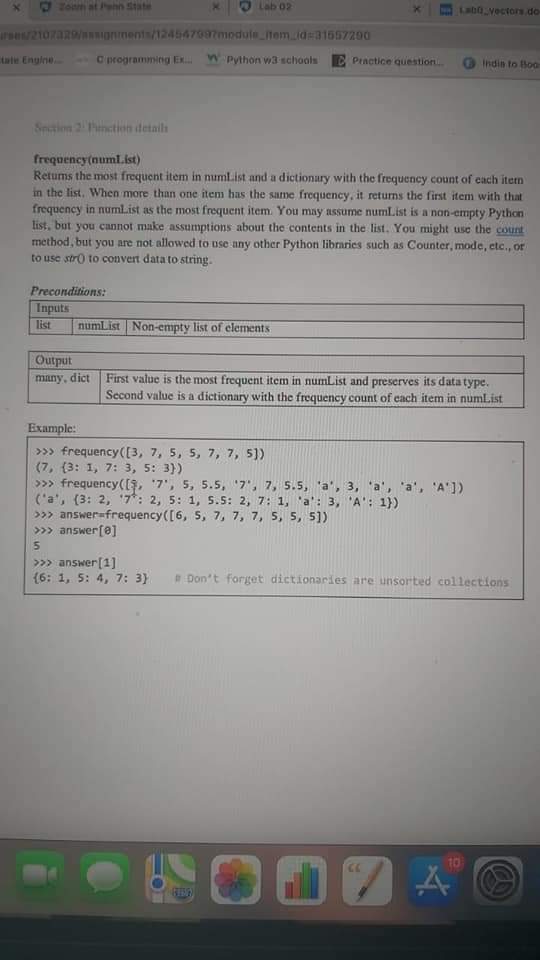 Zoom at Penn State
Lab 02
Lab0_vectors.do
urses/2107329/assignments/12454799?module_item_id=31557290
tate Engine...
C programming Ex...
Python w3 schools
Practice question...
India to Boo
Section 2: Function details
frequency(numList)
Returns the most frequent item in numList and a dictionary with the frequency count of each item
in the list. When more than one item has the same frequency, it returns the first item with that
frequency in numList as the most frequent item. You may assume numList is a non-empty Python
list, but you cannot make assumptions about the contents in the list. You might use the count
method, but you are not allowed to use any other Python libraries such as Counter, mode, etc., or
to use str() to convert data to string.
Preconditions:
Inputs
list numList Non-empty list of elements
Output
many, dict First value is the most frequent item in numList and preserves its data type.
Second value is a dictionary with the frequency count of each item in numList
Example:
>>> frequency([3, 7, 5, 5, 7, 7, 5])
(7, {3: 1, 7: 3, 5: 3})
>>> frequency([3, '7', 5, 5.5, '7', 7, 5.5, 'a', 3, 'a', 'a', 'A'])
('a', {3: 2, '7': 2, 5: 1, 5.5: 2, 7: 1, 'a': 3, 'A': 1})
>>> answer=frequency([6, 5, 7, 7, 7, 5, 5, 5])
>>> answer[0]
5
>>> answer[1]
{6: 1, 5: 4, 7: 3} # Don't forget dictionaries are unsorted collections
10